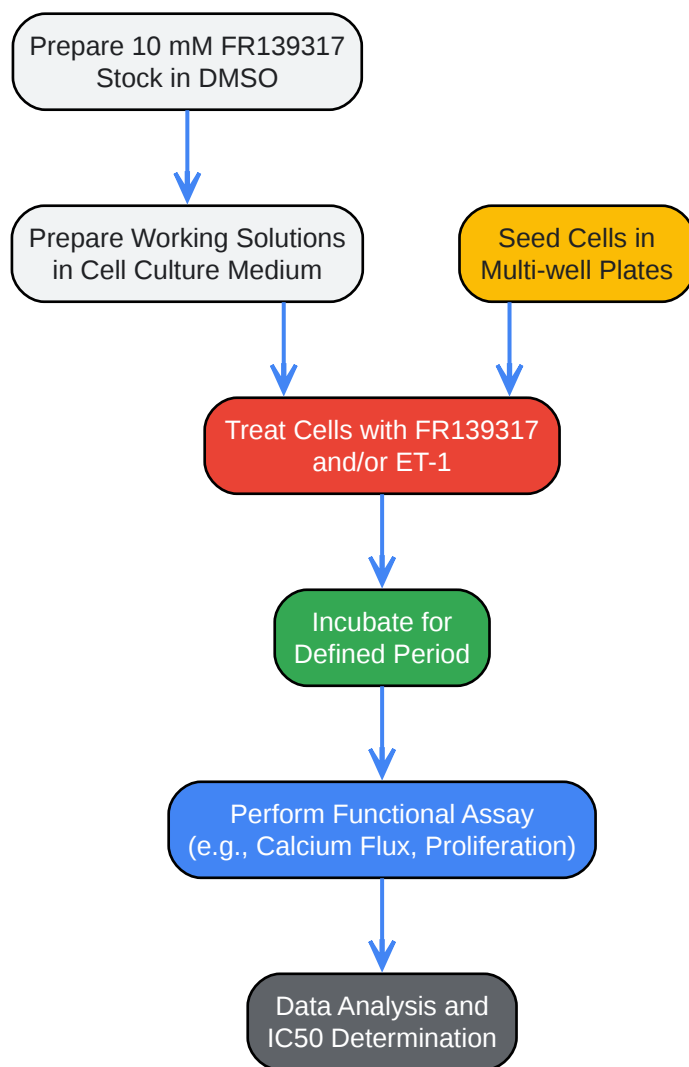 Prepare 10 mM FR139317
Stock in DMSO
Prepare Working Solutions
in Cell Culture Medium
Seed Cells in
Multi-well Plates
Treat Cells with FR139317
and/or ET-1
Incubate for
Defined Period
Perform Functional Assay
(e.g., Calcium Flux, Proliferation)
Data Analysis and
IC50 Determination